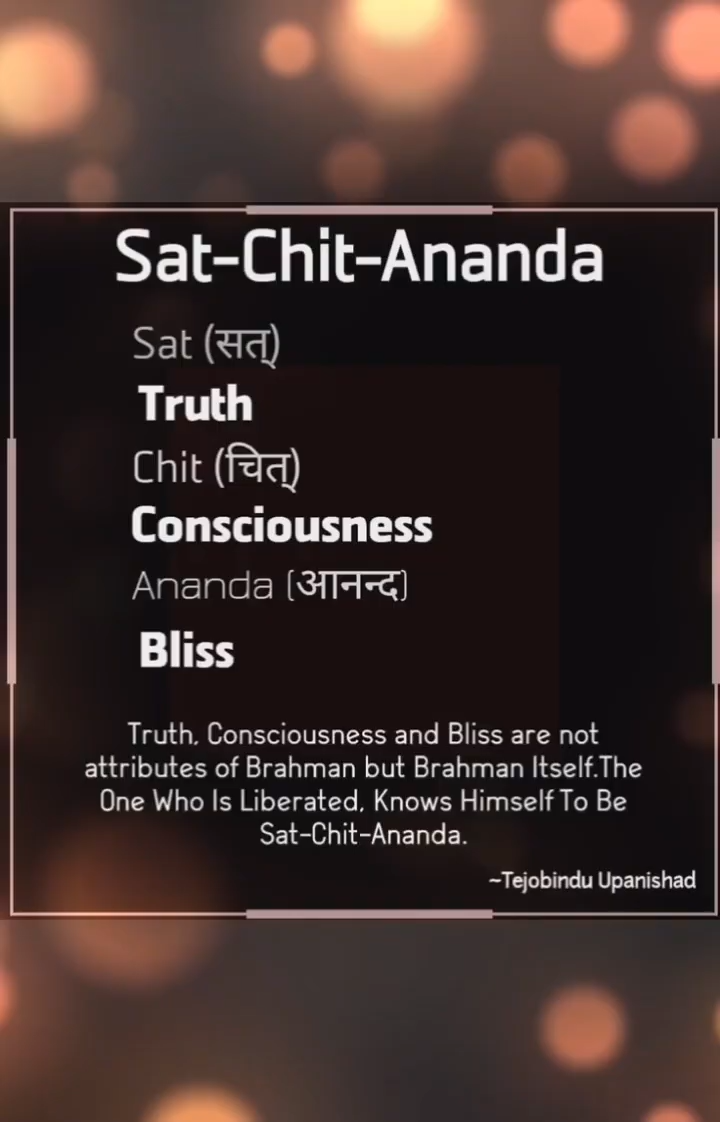 Sat-Chit-Ananda
Sat (सत्)
Truth
Chit (चित्)
Consciousness
Ananda (आनन्द)
Bliss
Truth, Consciousness and Bliss are not
attributes of Brahman but Brahman Itself.The
One Who Is Liberated, Knows Himself To Be
Sat-Chit-Ananda.
~Tejobindu Upanishad